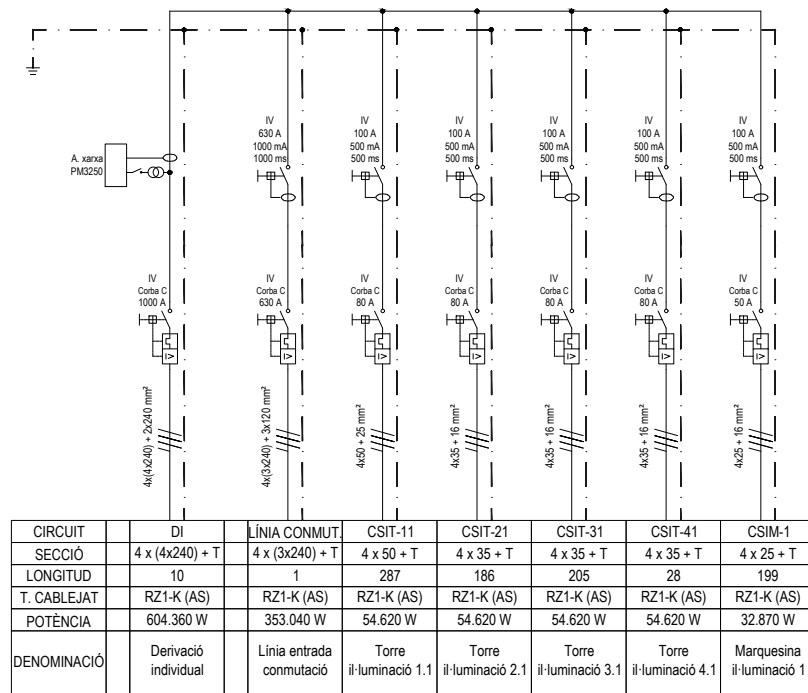 A. xarxa
PM3250
IV
630 A
1000 mA
1000 ms
IV
100 A
500 mA
500 ms
IV
100 A
500 mA
500 ms
IV
100 A
500 mA
500 ms
IV
100 A
500 mA
500 ms
IV
100 A
500 mA
500 ms
IV
Corba C
1000 A
IV
Corba C
630 A
IV
Corba C
80 A
IV
Corba C
80 A
IV
Corba C
80 A
IV
Corba C
80 A
IV
Corba C
50 A
I>
I>
I>
I>
I>
I>
I>
4x(4x240) + 2x240 mm²
4x(3x240) + 3x120 mm²
4x50 + 25 mm²
4x35 + 16 mm²
4x35 + 16 mm²
4x35 + 16 mm²
4x25 + 16 mm²
CIRCUIT DI LÍNIA CONMUT. CSIT-11 CSIT-21 CSIT-31 CSIT-41 CSIM-1
SECCIÓ 4 x (4x240) + T 4 x (3x240) + T 4 x 50 + T 4 x 35 + T 4 x 35 + T 4 x 35 + T 4 x 25 + T
LONGITUD 10 1 287 186 205 28 199
T. CABLEJAT RZ1-K (AS) RZ1-K (AS) RZ1-K (AS) RZ1-K (AS) RZ1-K (AS) RZ1-K (AS) RZ1-K (AS)
POTÈNCIA 604.360 W 353.040 W 54.620 W 54.620 W 54.620 W 54.620 W 32.870 W
DENOMINACIÓ
Derivació
individual
Línia entrada
conmutació
Torre
il·luminació 1.1
Torre
il·luminació 2.1
Torre
il·luminació 3.1
Torre
il·luminació 4.1
Marquesina
il·luminació 1